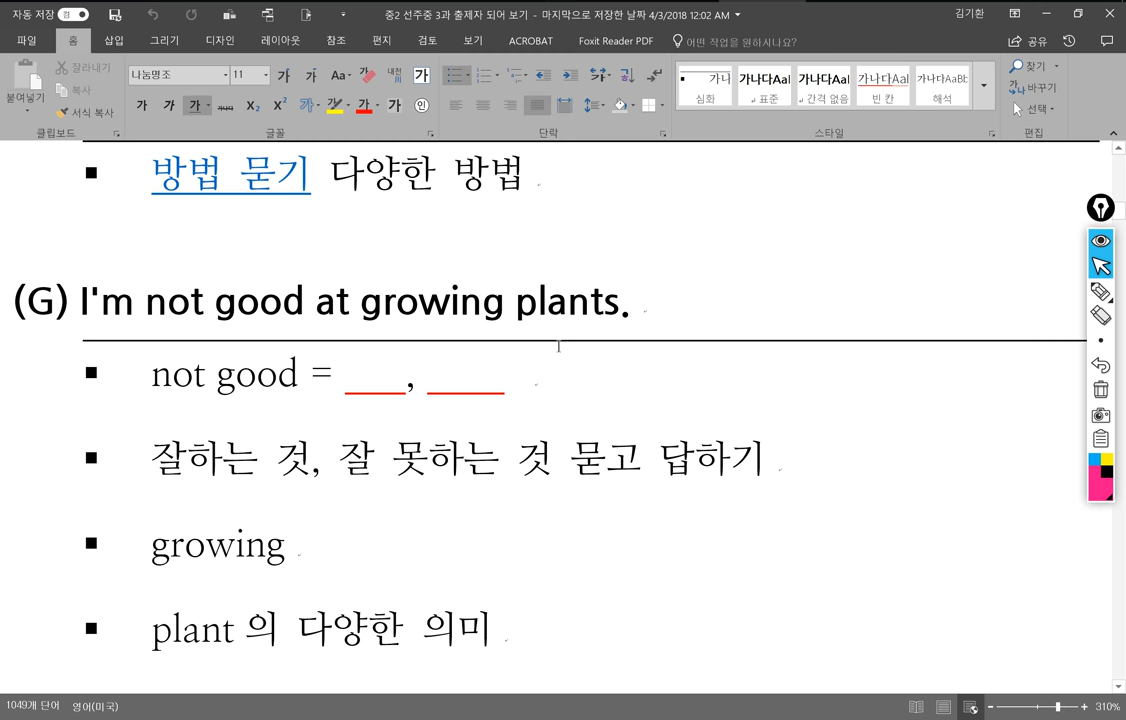 자동 저장 컴 중2 선주중 3과 출제자 되어 보기 - 마지막으로 저장한 날짜 4/3/2018 12:02 AM 김기환
파일 홈 삽입 그리기 디자인 레이아웃 참조 편지 검토 보기 ACROBAT Foxit Reader PDF 어떤 작업을 원하시나요? 공유
붙여넣기 잘라내기 복사 서식 복사
나눔명조 11
가나 심화
가나다AaI 표준
가나다AaI 간격 없음
가나다AaI 빈 칸
가나다AaBb 해석
찾기 바꾸기 선택
클립보드 글꼴 단락 스타일 편집
▪ 방법 묻기 다양한 방법
(G) I'm not good at growing plants.
▪ not good = ____, ____
▪ 잘하는 것, 잘 못하는 것 묻고 답하기
▪ growing
▪ plant 의 다양한 의미
1049개 단어 영어(미국) 310%